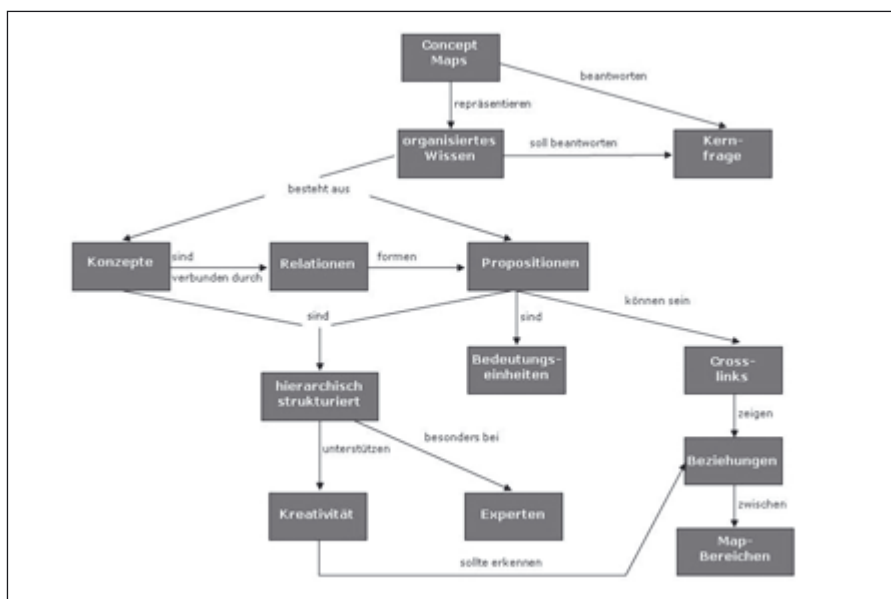 Concept
Maps
beantworten
repräsentieren
organisiertes
Wissen
soll beantworten
Kern-
frage
besteht aus
Konzepte
sind
verbunden durch
Relationen
formen
Propositionen
sind
sind
können sein
Bedeutungs-
einheiten
Cross-
links
hierarchisch
strukturiert
zeigen
unterstützen
besonders bei
Beziehungen
zwischen
Kreativität
Experten
Map-
Bereichen
sollte erkennen